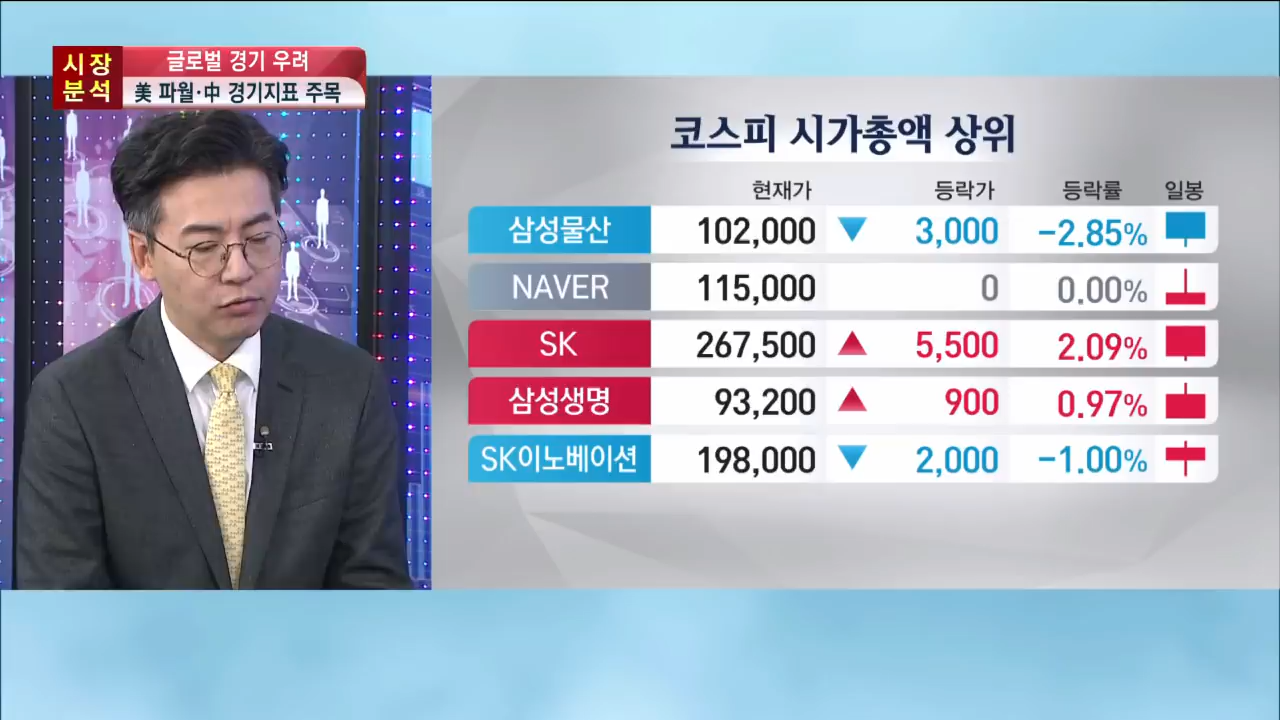 시장
분석
글로벌 경기 우려
美 파월·中 경기지표 주목
코스피 시가총액 상위
현재가 등락가 등락률 일봉
삼성물산 102,000 ▼ 3,000 -2.85%
NAVER 115,000 0 0.00%
SK 267,500 ▲ 5,500 2.09%
삼성생명 93,200 ▲ 900 0.97%
SK이노베이션 198,000 ▼ 2,000 -1.00%